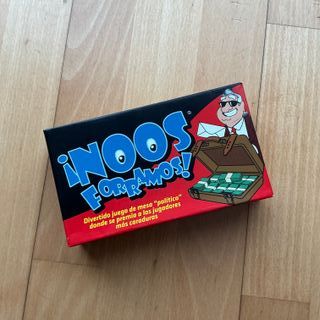 ¡NOOS
FORRAMOS!
Divertido juego de mesa "político"
donde se premia a los jugadores
más caraduras